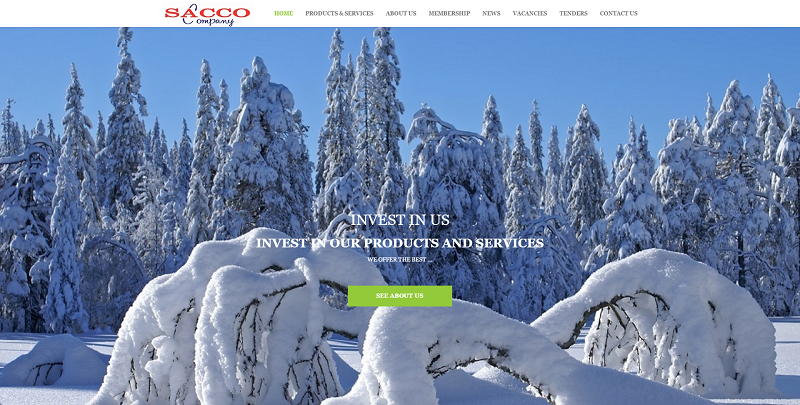 SACCO
Company
HOME PRODUCTS & SERVICES ABOUT US MEMBERSHIP NEWS VACANCIES TENDERS CONTACT US
INVEST IN US
INVEST IN OUR PRODUCTS AND SERVICES
WE OFFER THE BEST ...
SEE ABOUT US